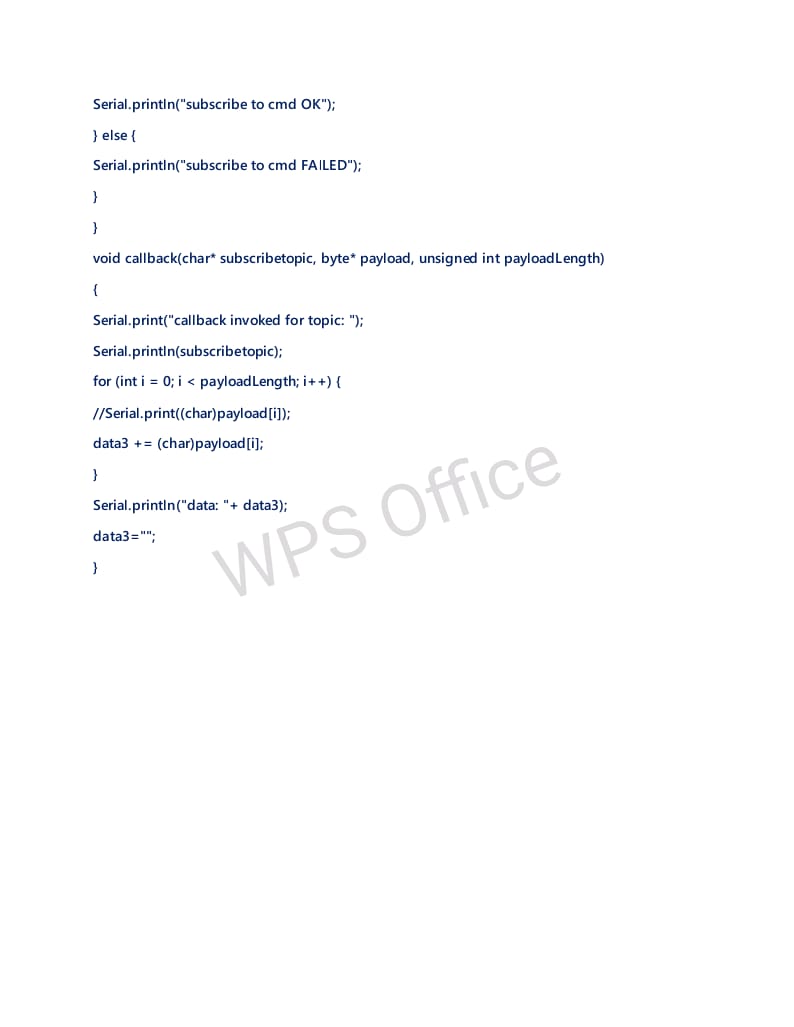 Serial.println("subscribe to cmd OK");
} else {
Serial.println("subscribe to cmd FAILED");
}
}
void callback(char* subscribetopic, byte* payload, unsigned int payloadLength)
{
Serial.print("callback invoked for topic: ");
Serial.println(subscribetopic);
for (int i = 0; i < payloadLength; i++) {
//Serial.print((char)payload[i]);
data3 += (char)payload[i];
}
Serial.println("data: "+ data3);
data3="";
}
WPS Office